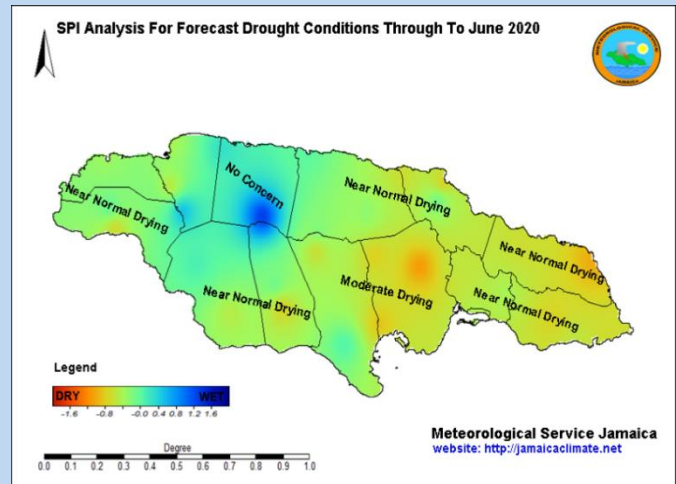 SPI Analysis For Forecast Drought Conditions Through To June 2020
No Concern
Near Normal Drying
Near Normal Drying
Near Normal Drying
Moderate Drying
Near Normal Drying
Near Normal Drying
Legend
DRY WET
-1.6 -0.8 -0.0 0.4 0.8 1.2 1.6
Degree
0.0 0.1 0.2 0.3 0.4 0.5 0.6 0.7 0.8 0.9 1.0
Meteorological Service Jamaica
website: http://jamaicaclimate.net